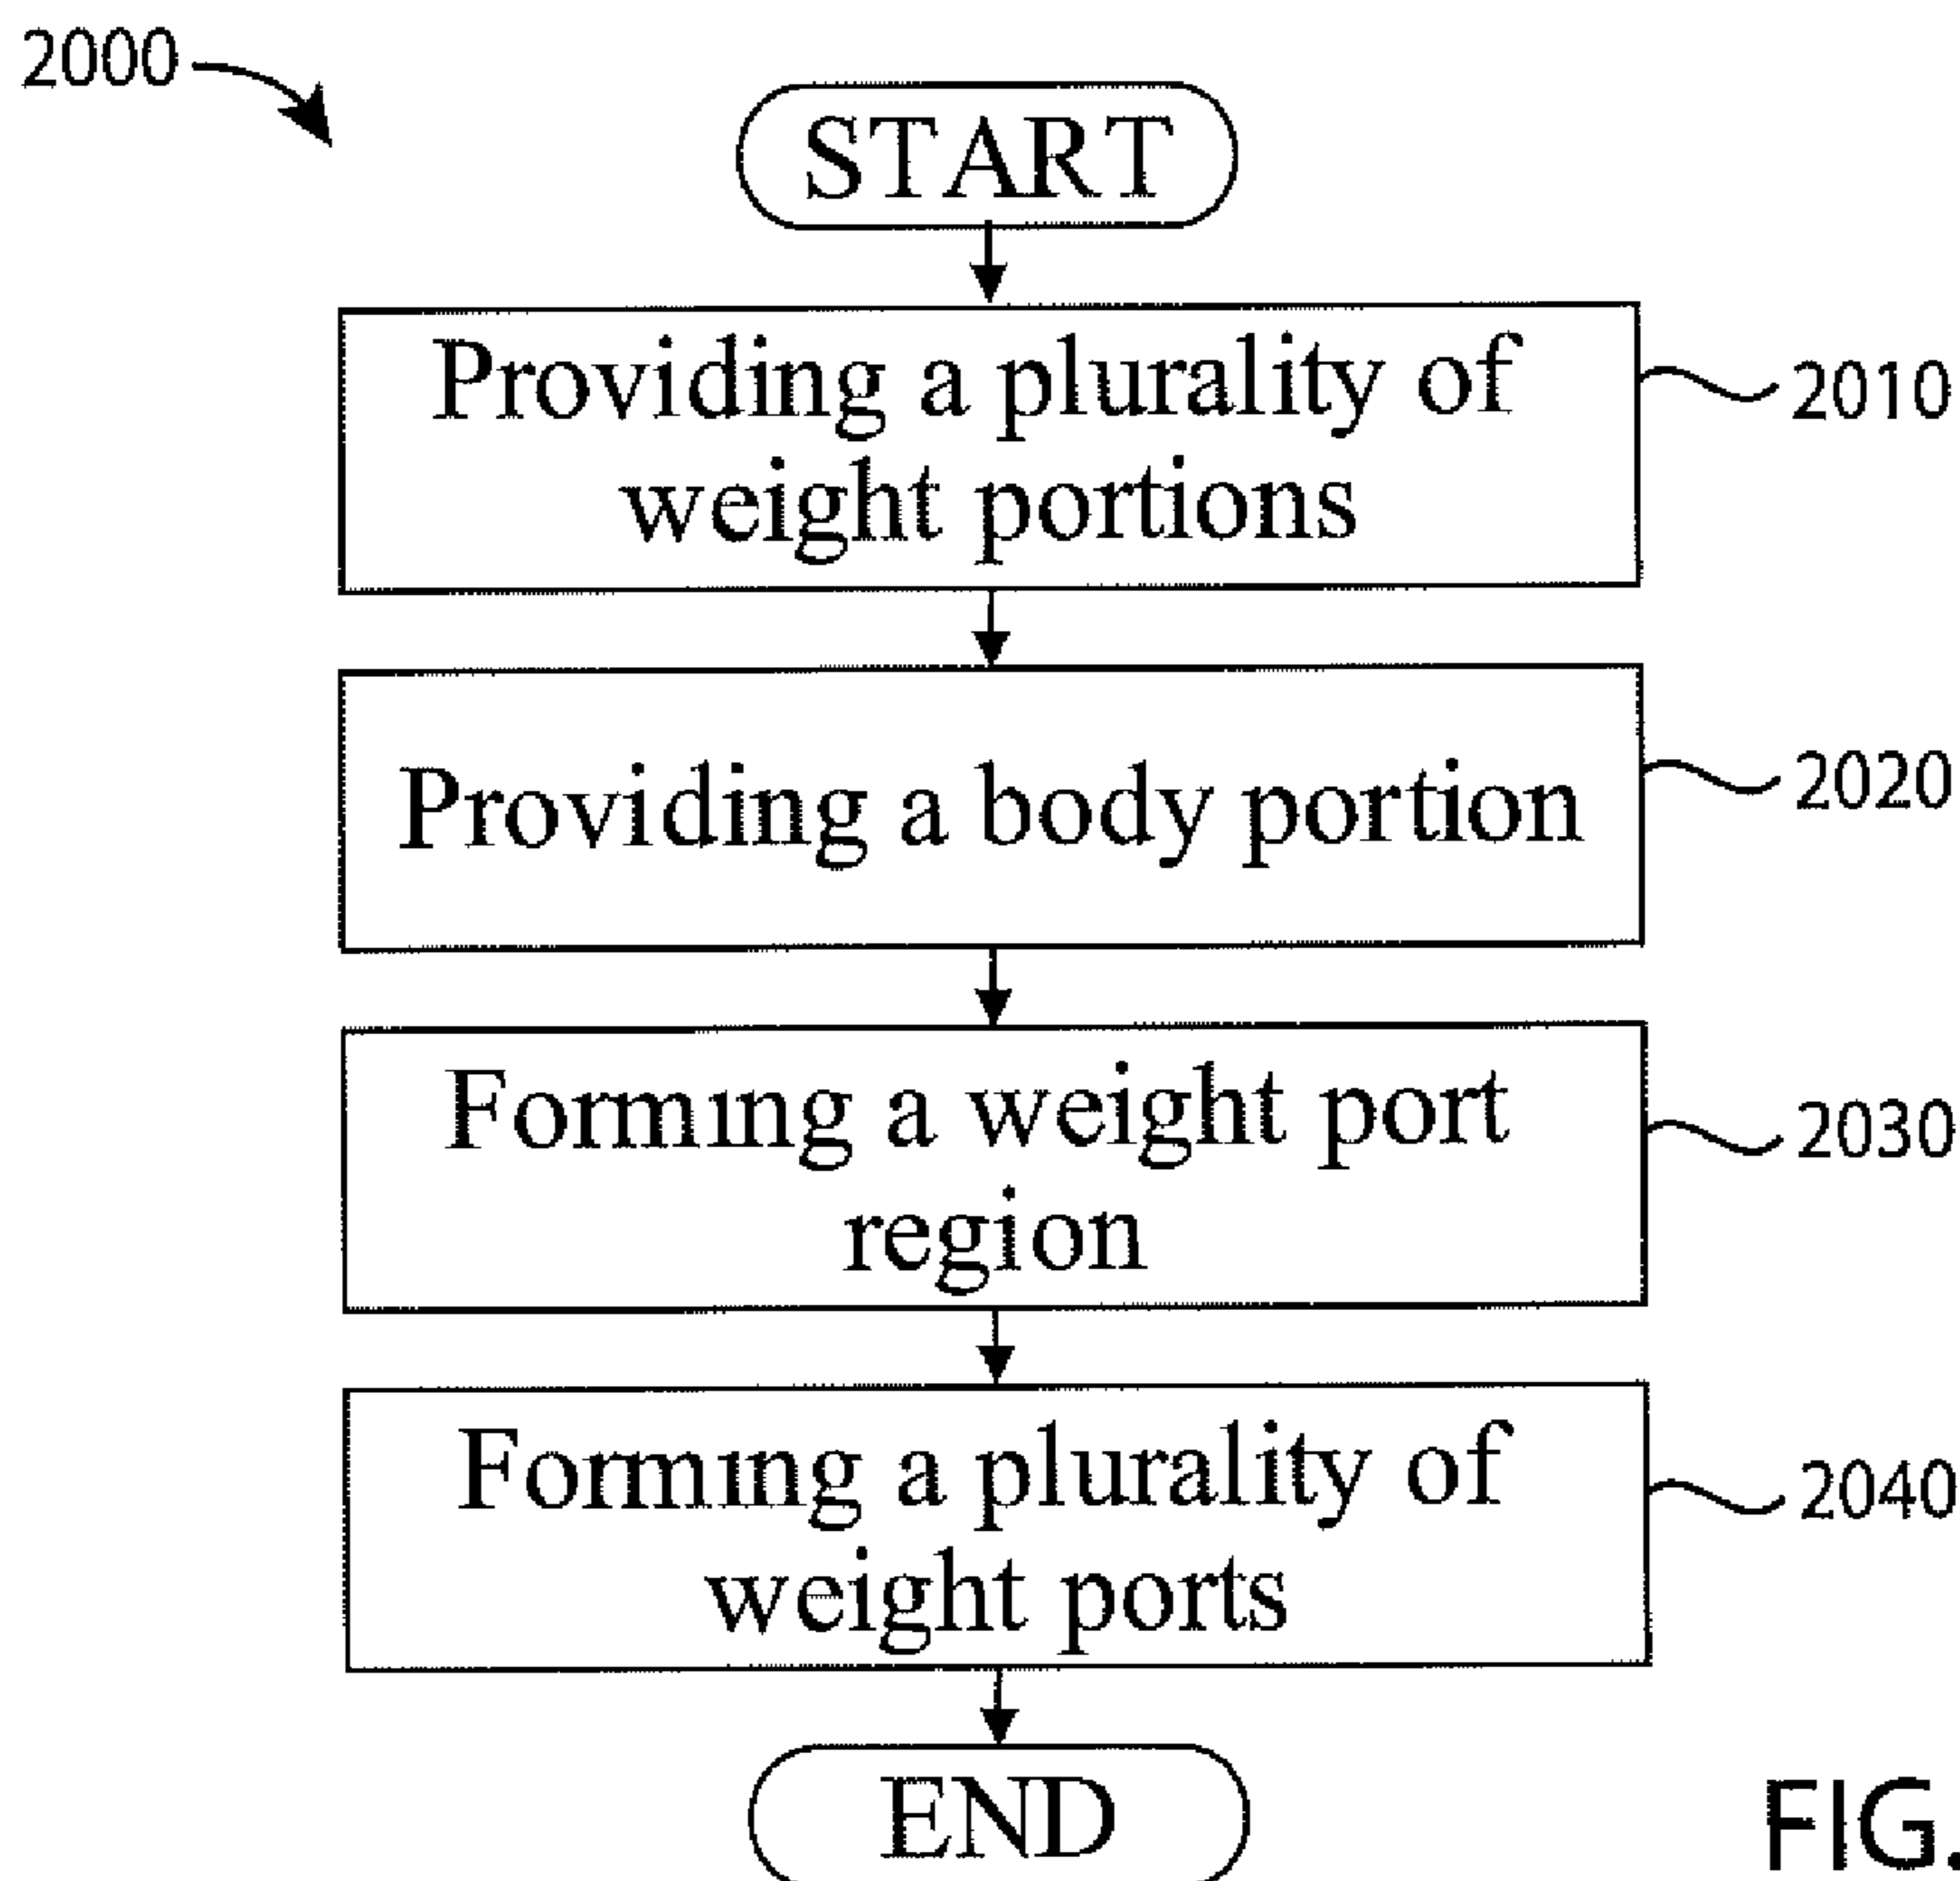 2000
START
Providing a plurality of
weight portions
2010
Providing a body portion
2020
Forming a weight port
region
2030
Forming a plurality of
weight ports
2040
END
FIG.